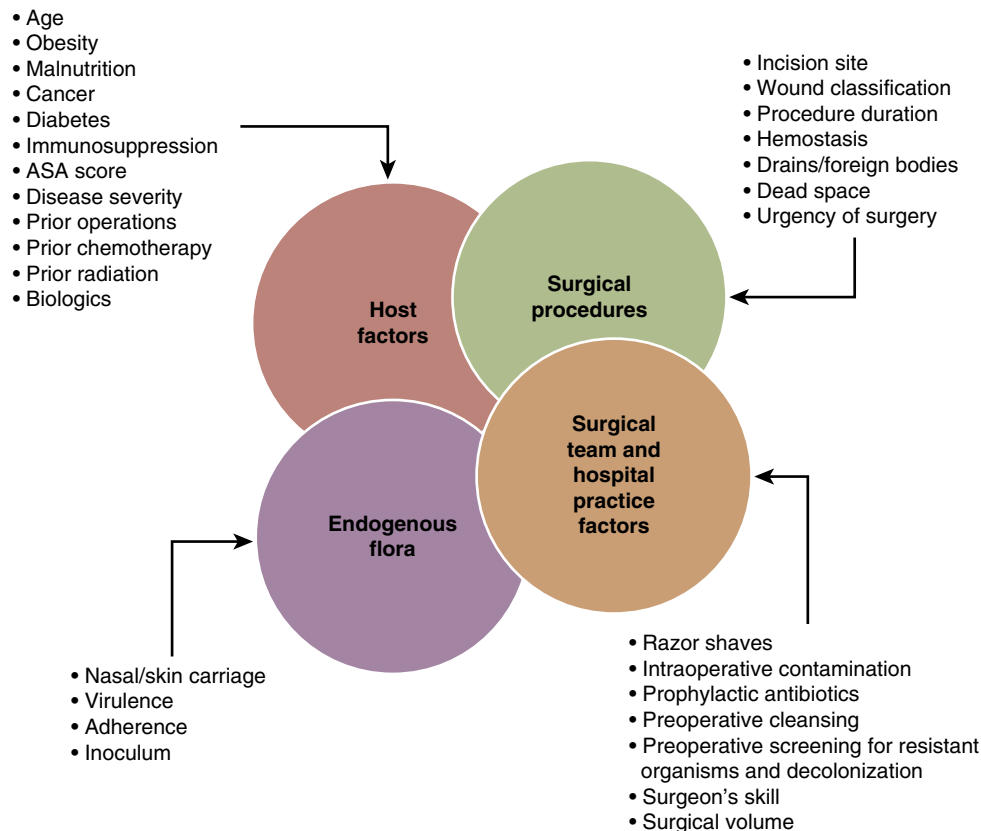 • Age
• Obesity
• Malnutrition
• Cancer
• Diabetes
• Immunosuppression
• ASA score
• Disease severity
• Prior operations
• Prior chemotherapy
• Prior radiation
• Biologics
• Incision site
• Wound classification
• Procedure duration
• Hemostasis
• Drains/foreign bodies
• Dead space
• Urgency of surgery
Host
factors
Surgical
procedures
Endogenous
flora
Surgical
team and
hospital
practice
factors
• Nasal/skin carriage
• Virulence
• Adherence
• Inoculum
• Razor shaves
• Intraoperative contamination
• Prophylactic antibiotics
• Preoperative cleansing
• Preoperative screening for resistant
organisms and decolonization
• Surgeon's skill
• Surgical volume